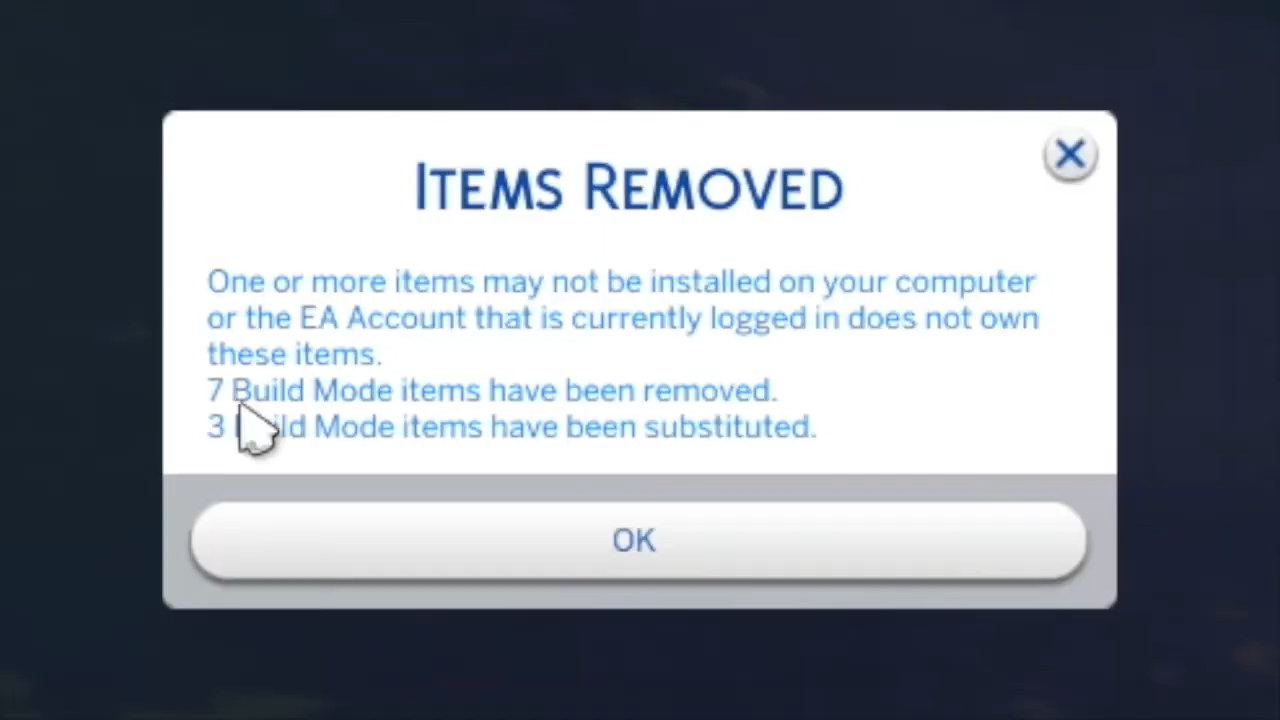 ITEMS REMOVED
One or more items may not be installed on your computer
or the EA Account that is currently logged in does not own
these items.
7 Build Mode items have been removed.
3 Build Mode items have been substituted.
OK